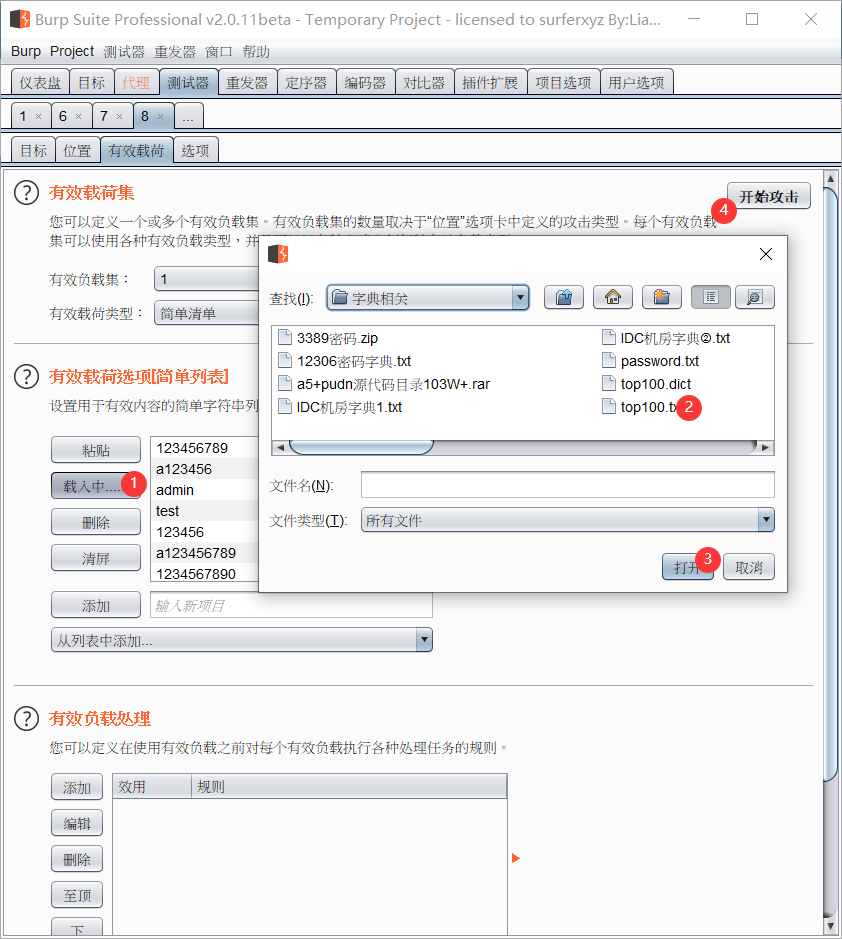 Burp Suite Professional v2.0.11beta - Temporary Project - licensed to surferxyz By:Lia...
Burp Project 测试器 重发器 窗口 帮助
仪表盘 目标 代理 测试器 重发器 定序器 编码器 对比器 插件扩展 项目选项 用户选项
1 × 6 × 7 × 8 × ...
目标 位置 有效载荷 选项
? 有效载荷集
4 开始攻击
您可以定义一个或多个有效负载集。有效负载集的数量取决于“位置”选项卡中定义的攻击类型。每个有效负载
集可以使用各种有效负载类型，并
有效负载集： 1
有效载荷类型： 简单清单
? 有效载荷选项[简单列表]
设置用于有效内容的简单字符串列
粘贴
载入中.... 1
删除
清屏
123456789
a123456
admin
test
123456
a123456789
1234567890
添加 输入新项目
从列表中添加...
查找(I): 字典相关
3389密码.zip
12306密码字典.txt
a5+pudn源代码目录103W+.rar
IDC机房字典1.txt
IDC机房字典②.txt
password.txt
top100.dict
top100.txt 2
文件名(N):
文件类型(T): 所有文件
打开 3 取消
? 有效负载处理
您可以定义在使用有效负载之前对每个有效负载执行各种处理任务的规则。
添加
编辑
删除
至顶
下
效用 规则